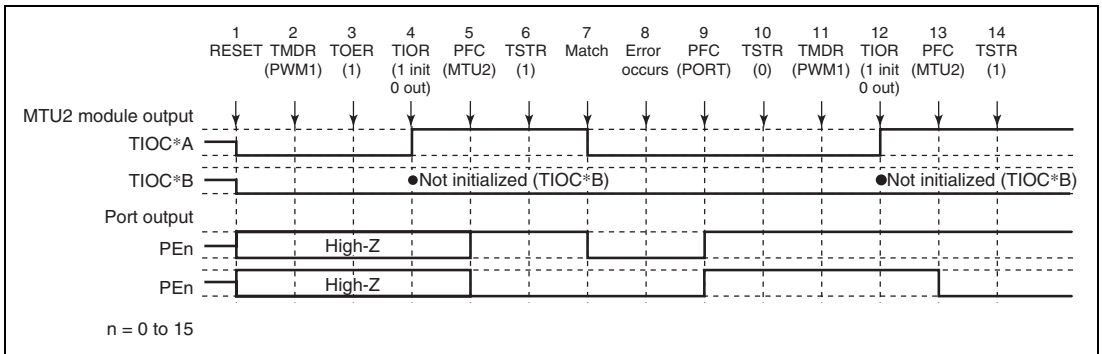 1 2 3 4 5 6 7 8 9 10 11 12 13 14
RESET TMDR TOER TIOR PFC TSTR Match Error PFC TSTR TMDR TIOR PFC TSTR
(PWM1) (1) (1 init (MTU2) (1) occurs (PORT) (0) (PWM1) (1 init (MTU2) (1)
0 out) 0 out)
MTU2 module output
TIOC*A
TIOC*B ●Not initialized (TIOC*B) ●Not initialized (TIOC*B)
Port output
PEn High-Z
PEn High-Z
n = 0 to 15